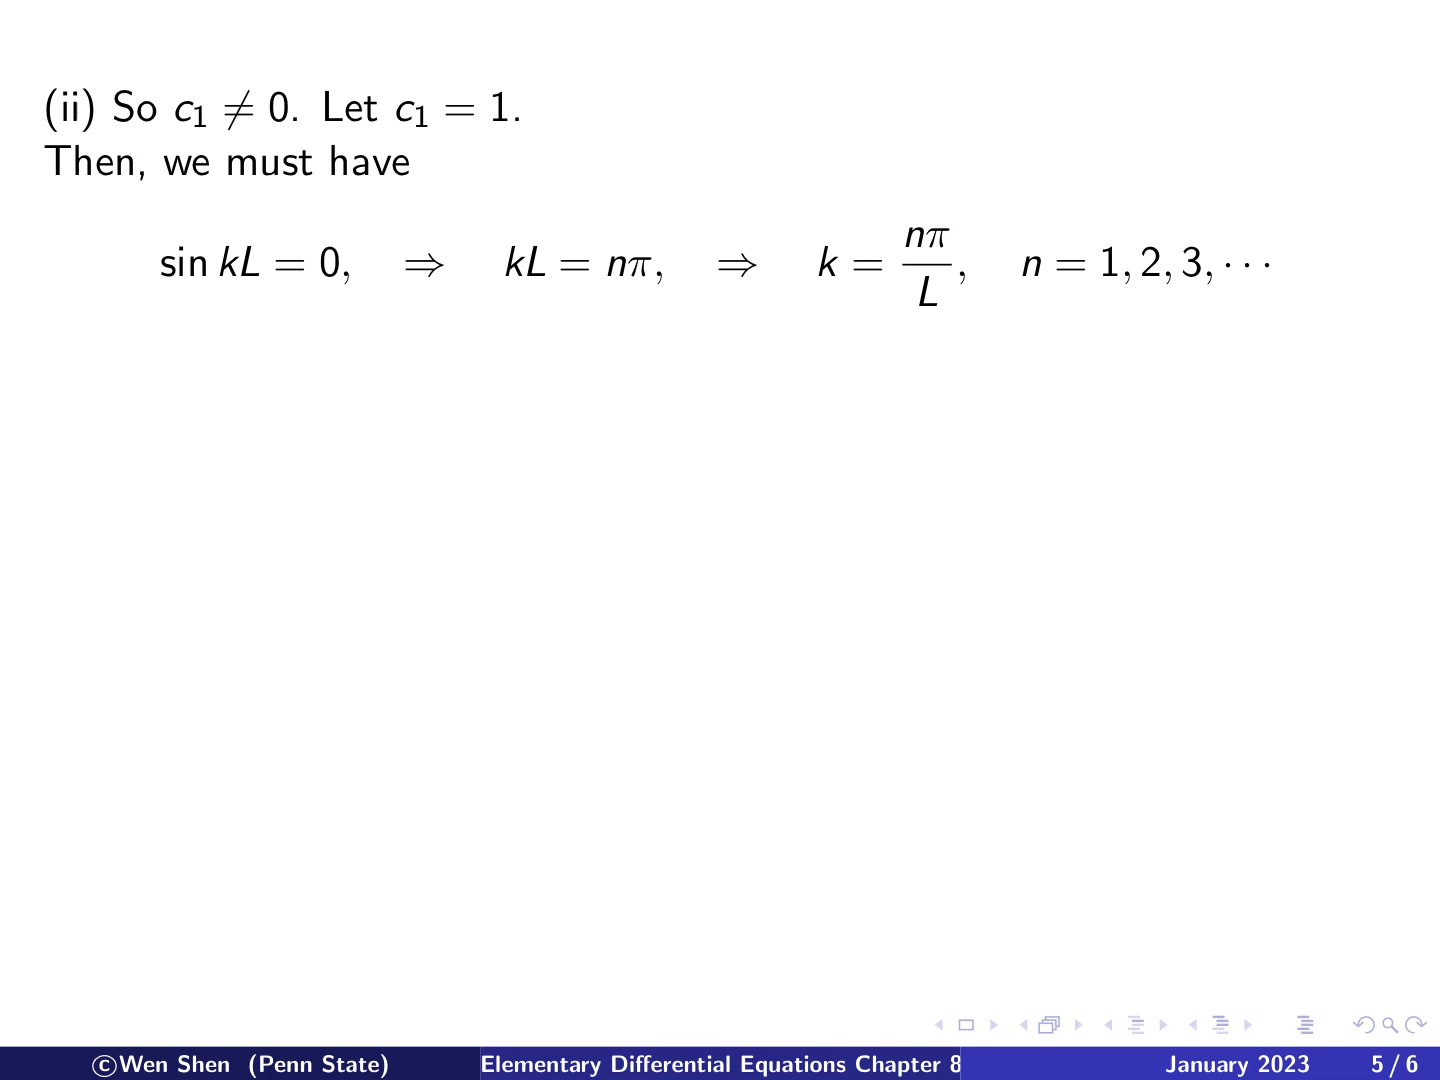 (ii) So c₁ ≠ 0. Let c₁ = 1.
Then, we must have
sin kL = 0, ⇒ kL = nπ, ⇒ k = nπ/L, n = 1, 2, 3, ⋯
©Wen Shen (Penn State) Elementary Differential Equations Chapter 8 January 2023 5 / 6